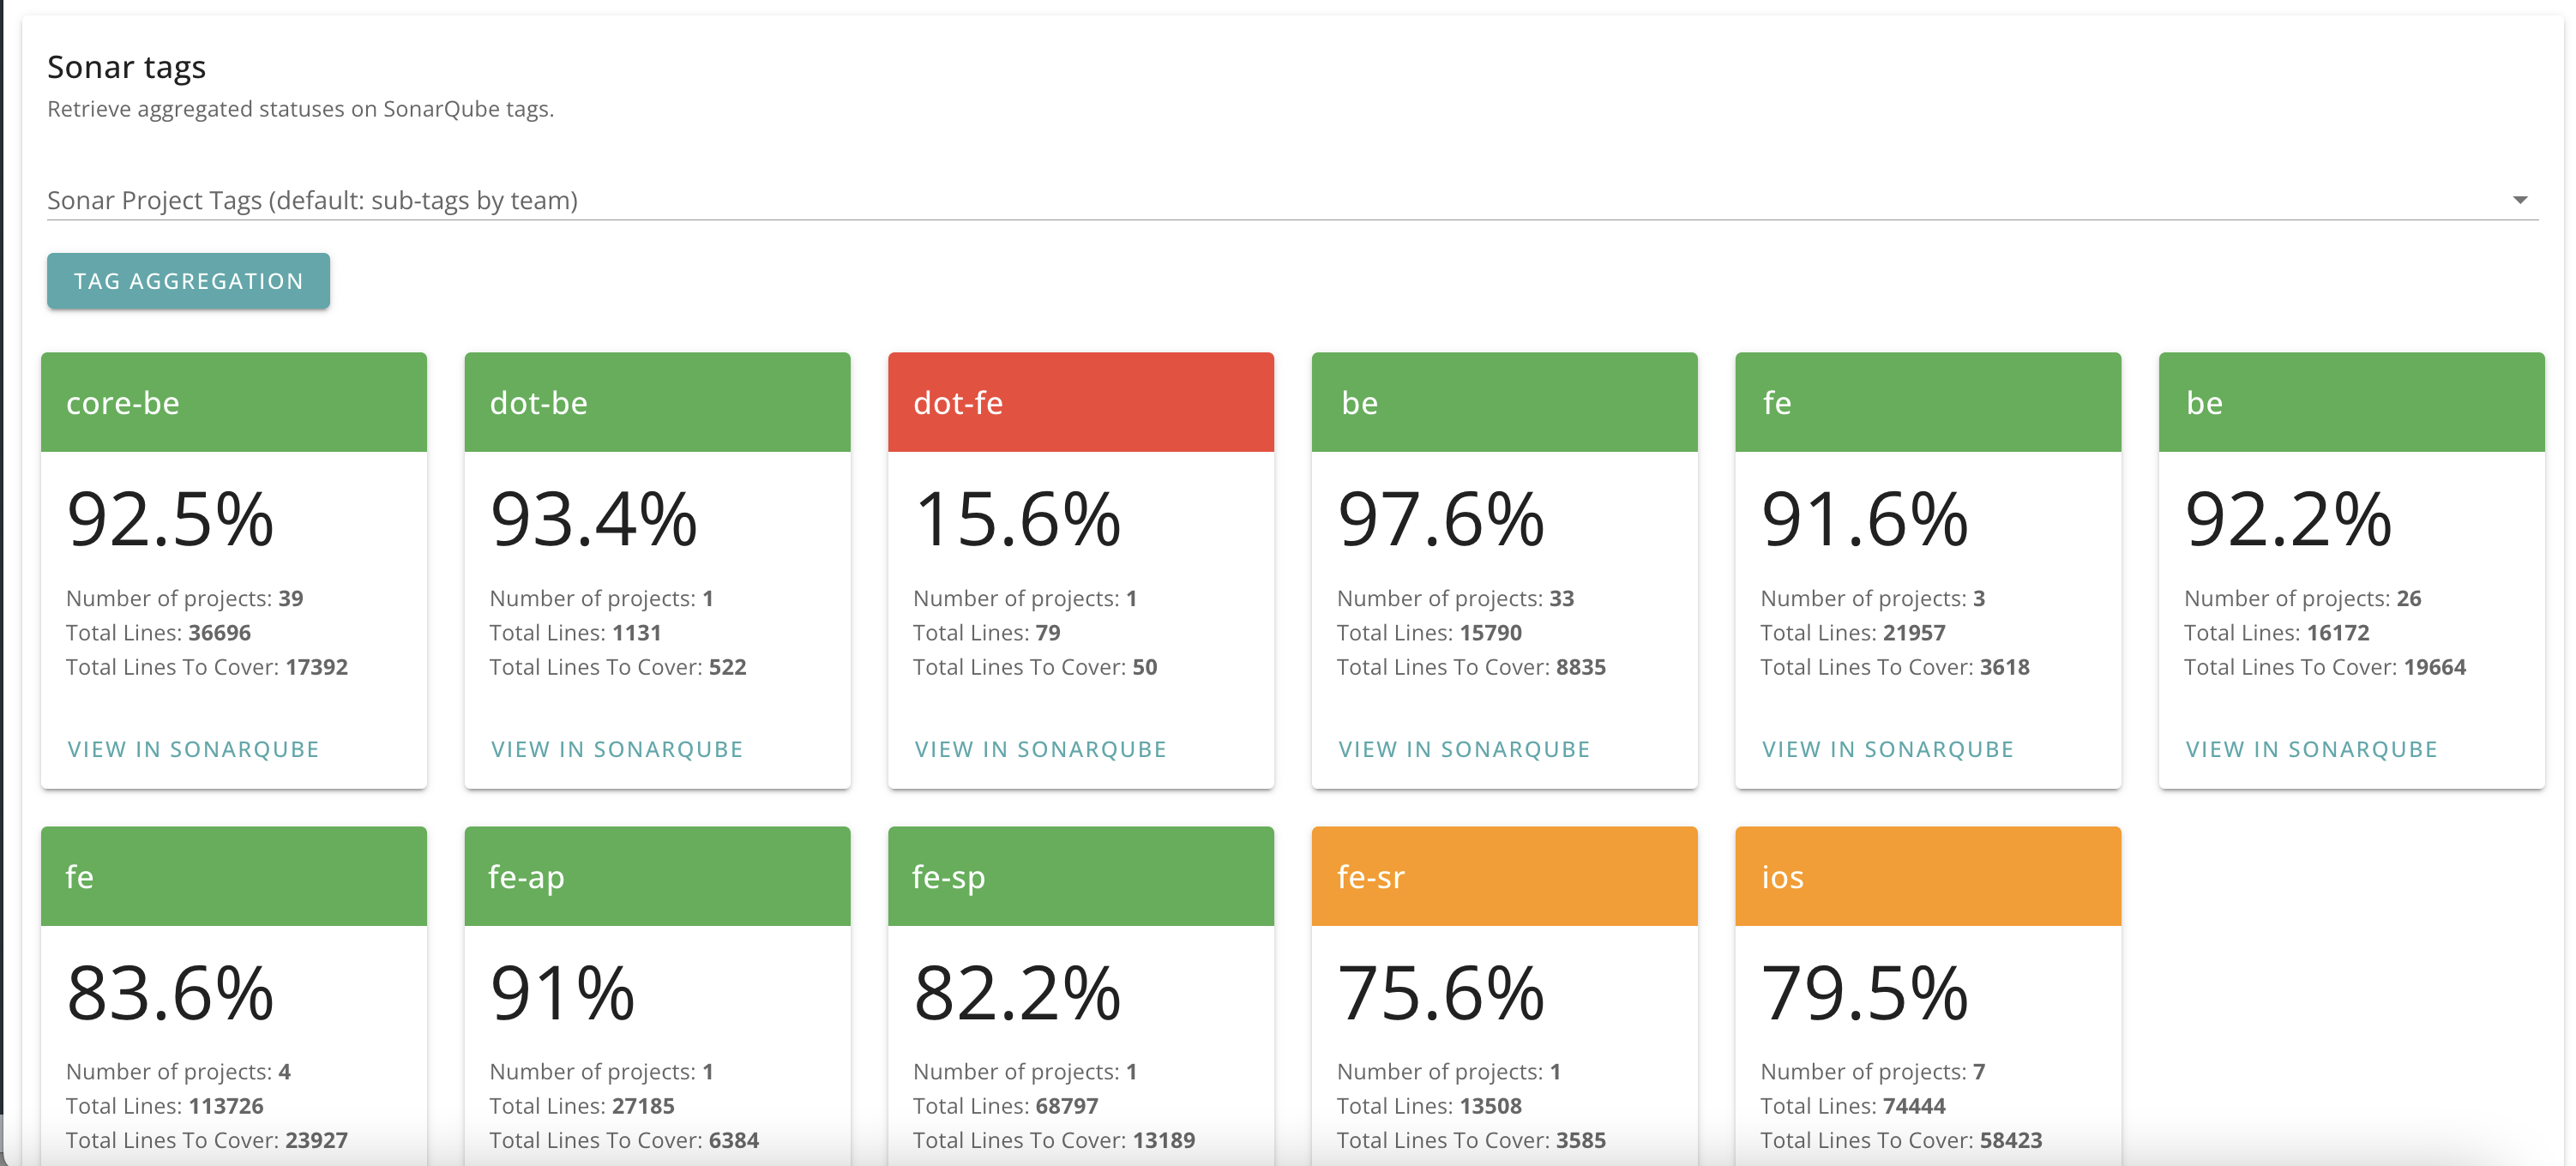 Sonar tags
Retrieve aggregated statuses on SonarQube tags.
Sonar Project Tags (default: sub-tags by team)
TAG AGGREGATION
core-be
92.5%
Number of projects: 39
Total Lines: 36696
Total Lines To Cover: 17392
VIEW IN SONARQUBE
dot-be
93.4%
Number of projects: 1
Total Lines: 1131
Total Lines To Cover: 522
VIEW IN SONARQUBE
dot-fe
15.6%
Number of projects: 1
Total Lines: 79
Total Lines To Cover: 50
VIEW IN SONARQUBE
be
97.6%
Number of projects: 33
Total Lines: 15790
Total Lines To Cover: 8835
VIEW IN SONARQUBE
fe
91.6%
Number of projects: 3
Total Lines: 21957
Total Lines To Cover: 3618
VIEW IN SONARQUBE
be
92.2%
Number of projects: 26
Total Lines: 16172
Total Lines To Cover: 19664
VIEW IN SONARQUBE
fe
83.6%
Number of projects: 4
Total Lines: 113726
Total Lines To Cover: 23927
fe-ap
91%
Number of projects: 1
Total Lines: 27185
Total Lines To Cover: 6384
fe-sp
82.2%
Number of projects: 1
Total Lines: 68797
Total Lines To Cover: 13189
fe-sr
75.6%
Number of projects: 1
Total Lines: 13508
Total Lines To Cover: 3585
ios
79.5%
Number of projects: 7
Total Lines: 74444
Total Lines To Cover: 58423